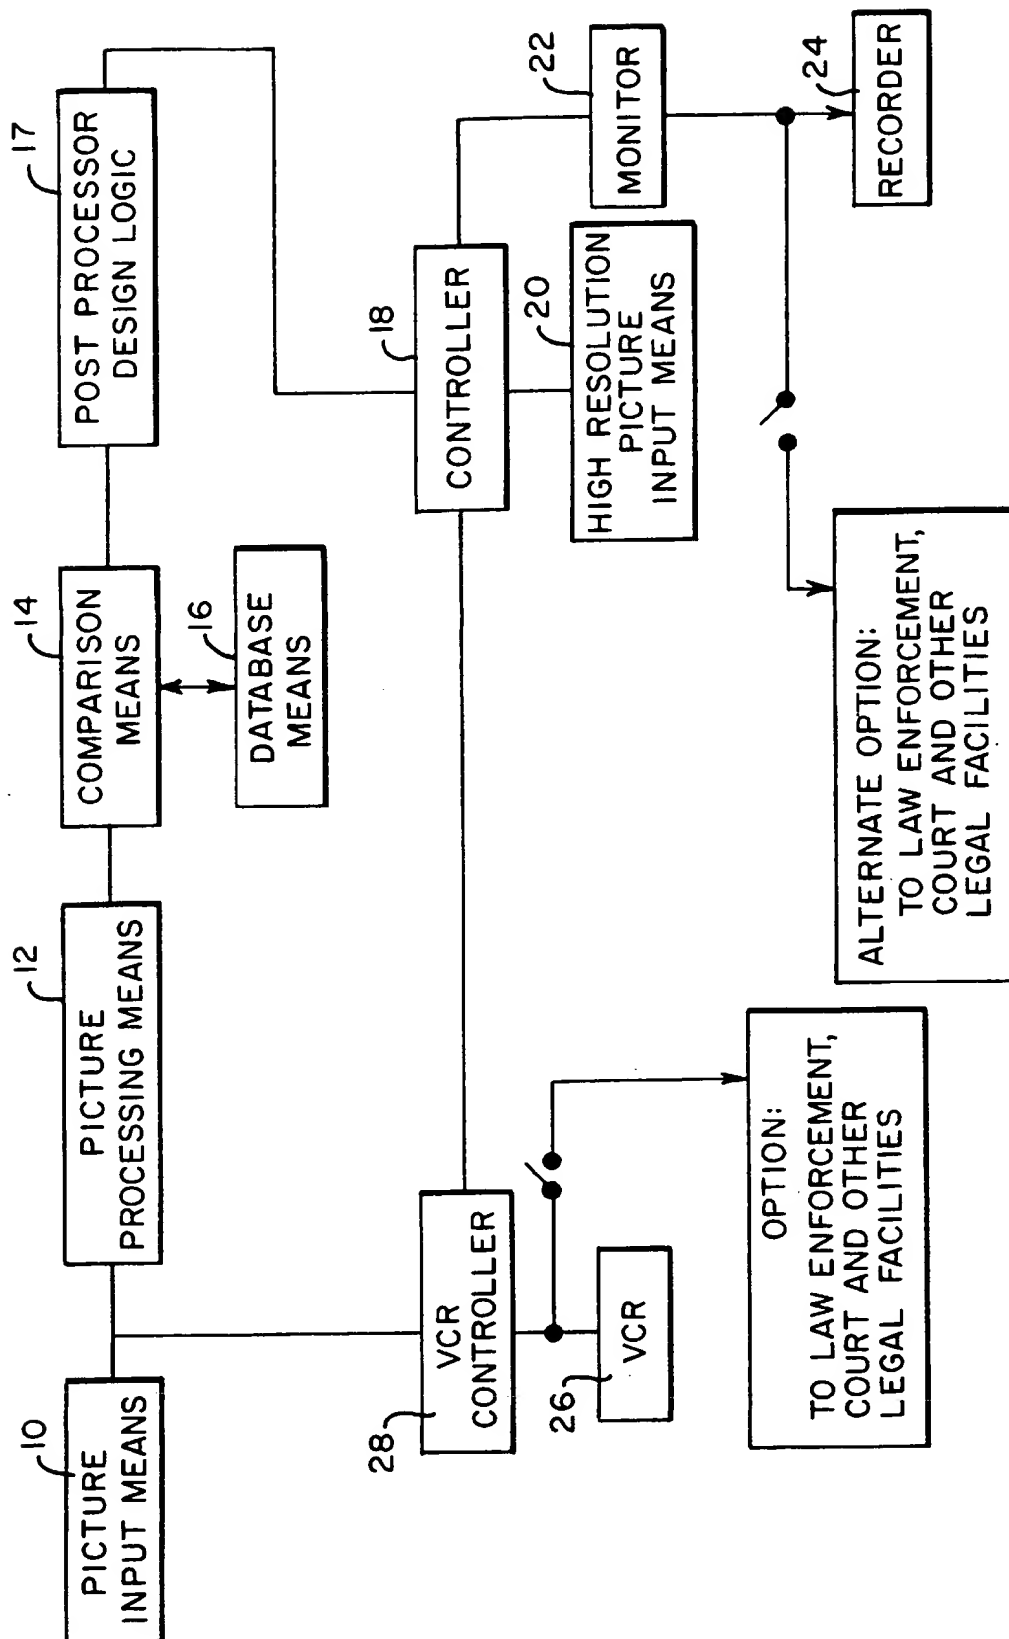 10
PICTURE
INPUT MEANS
12
PICTURE
PROCESSING MEANS
14
COMPARISON
MEANS
17
POST PROCESSOR
DESIGN LOGIC
16
DATABASE
MEANS
28
VCR
CONTROLLER
18
CONTROLLER
26
VCR
20
HIGH RESOLUTION
PICTURE
INPUT MEANS
22
MONITOR
24
RECORDER
OPTION:
TO LAW ENFORCEMENT,
COURT AND OTHER
LEGAL FACILITIES
ALTERNATE OPTION:
TO LAW ENFORCEMENT,
COURT AND OTHER
LEGAL FACILITIES